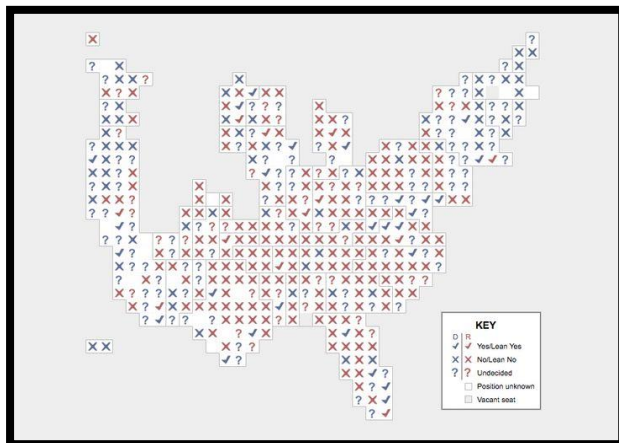 KEY
D R
Yes/Lean Yes
No/Lean No
? ? Undecided
Position unknown
Vacant seat